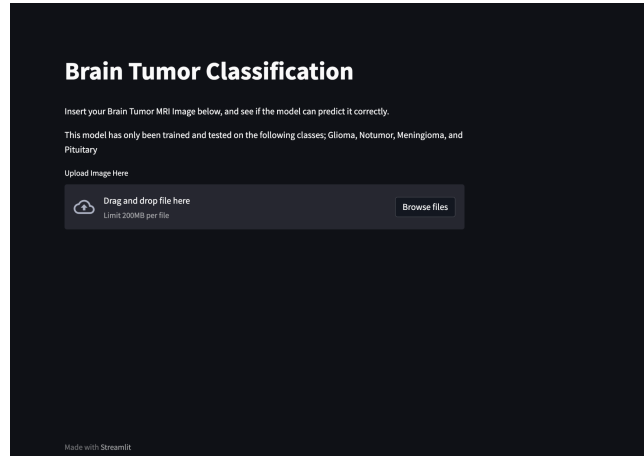 Brain Tumor Classification
Insert your Brain Tumor MRI Image below, and see if the model can predict it correctly.
This model has only been trained and tested on the following classes; Glioma, Notumor, Meningioma, and
Pituitary
Upload Image Here
Drag and drop file here
Limit 200MB per file
Browse files
Made with Streamlit